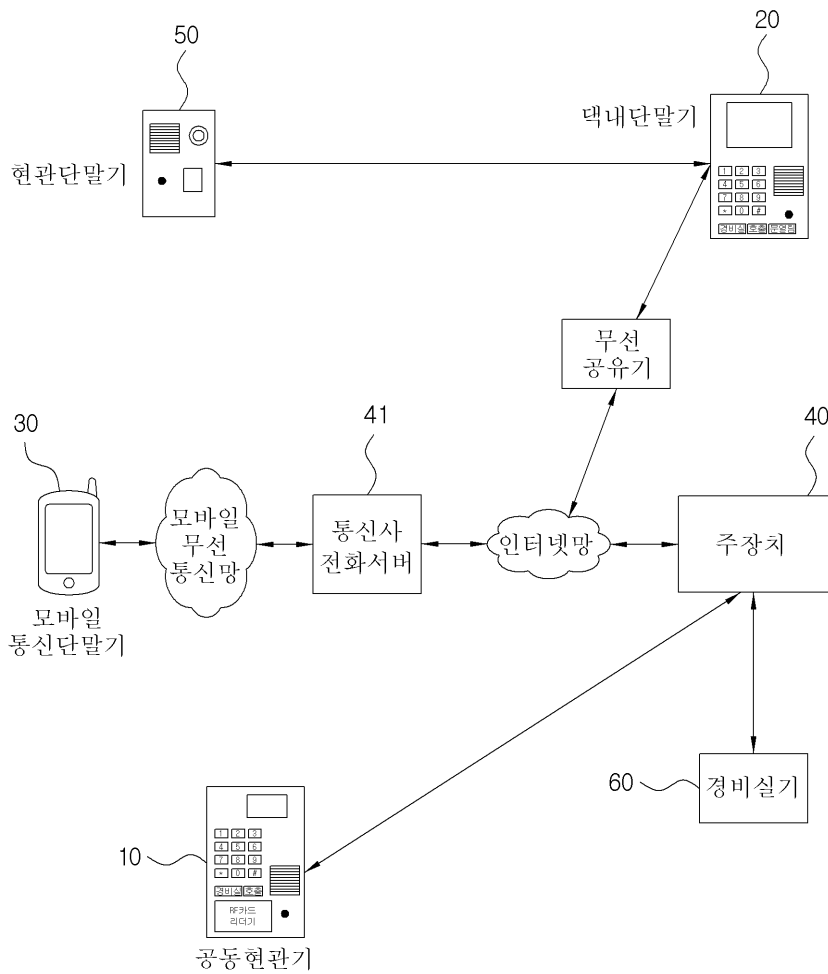 50
20
댁내단말기
현관단말기
1 2 3
4 5 6
7 8 9
* 0 #
경비실 호출 문열림
무선
공유기
30
41
40
모바일
무선
통신망
통신사
전화서버
인터넷망
주장치
모바일
통신단말기
60
경비실기
10
1 2 3
4 5 6
7 8 9
* 0 #
경비실 호출
RF카드
리더기
공동현관기